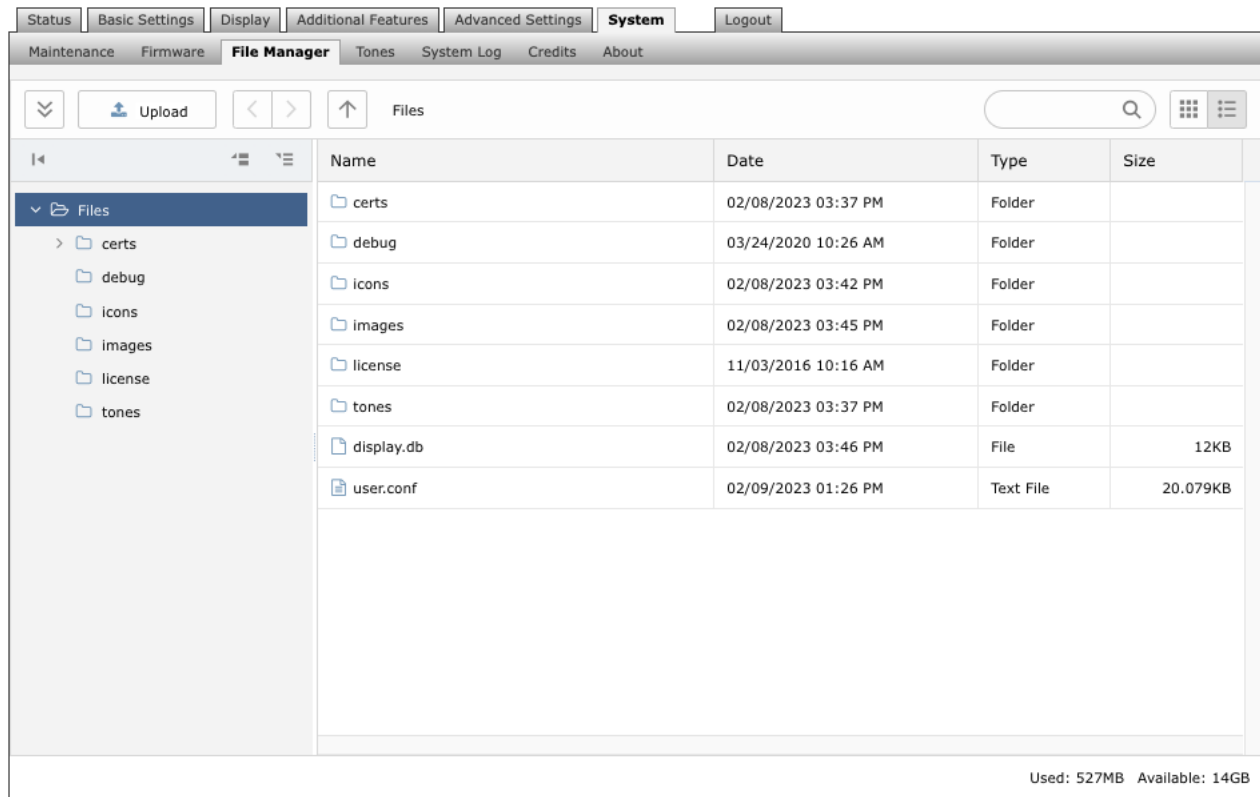 Status Basic Settings Display Additional Features Advanced Settings System Logout
Maintenance Firmware File Manager Tones System Log Credits About
Upload Files
Name Date Type Size
Files
certs
debug
icons
images
license
tones
certs 02/08/2023 03:37 PM Folder
debug 03/24/2020 10:26 AM Folder
icons 02/08/2023 03:42 PM Folder
images 02/08/2023 03:45 PM Folder
license 11/03/2016 10:16 AM Folder
tones 02/08/2023 03:37 PM Folder
display.db 02/08/2023 03:46 PM File 12KB
user.conf 02/09/2023 01:26 PM Text File 20.079KB
Used: 527MB Available: 14GB